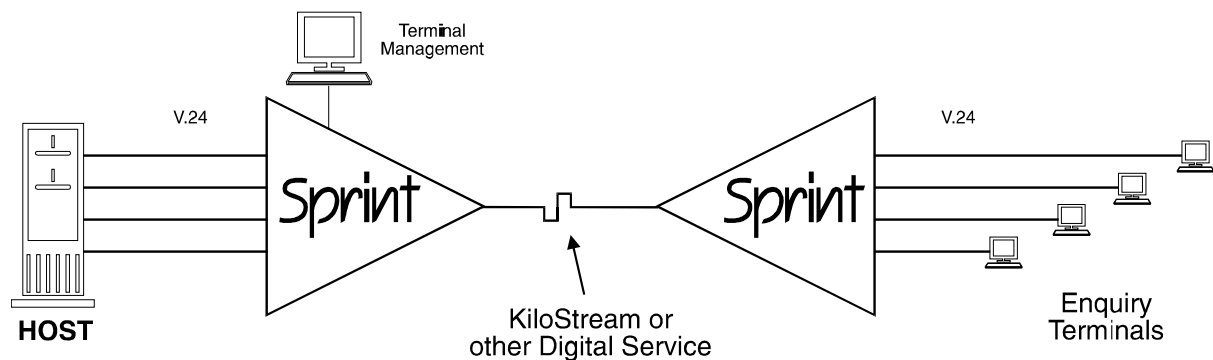 Terminal
Management
V.24
V.24
Sprint
Sprint
HOST
KiloStream or
other Digital Service
Enquiry
Terminals